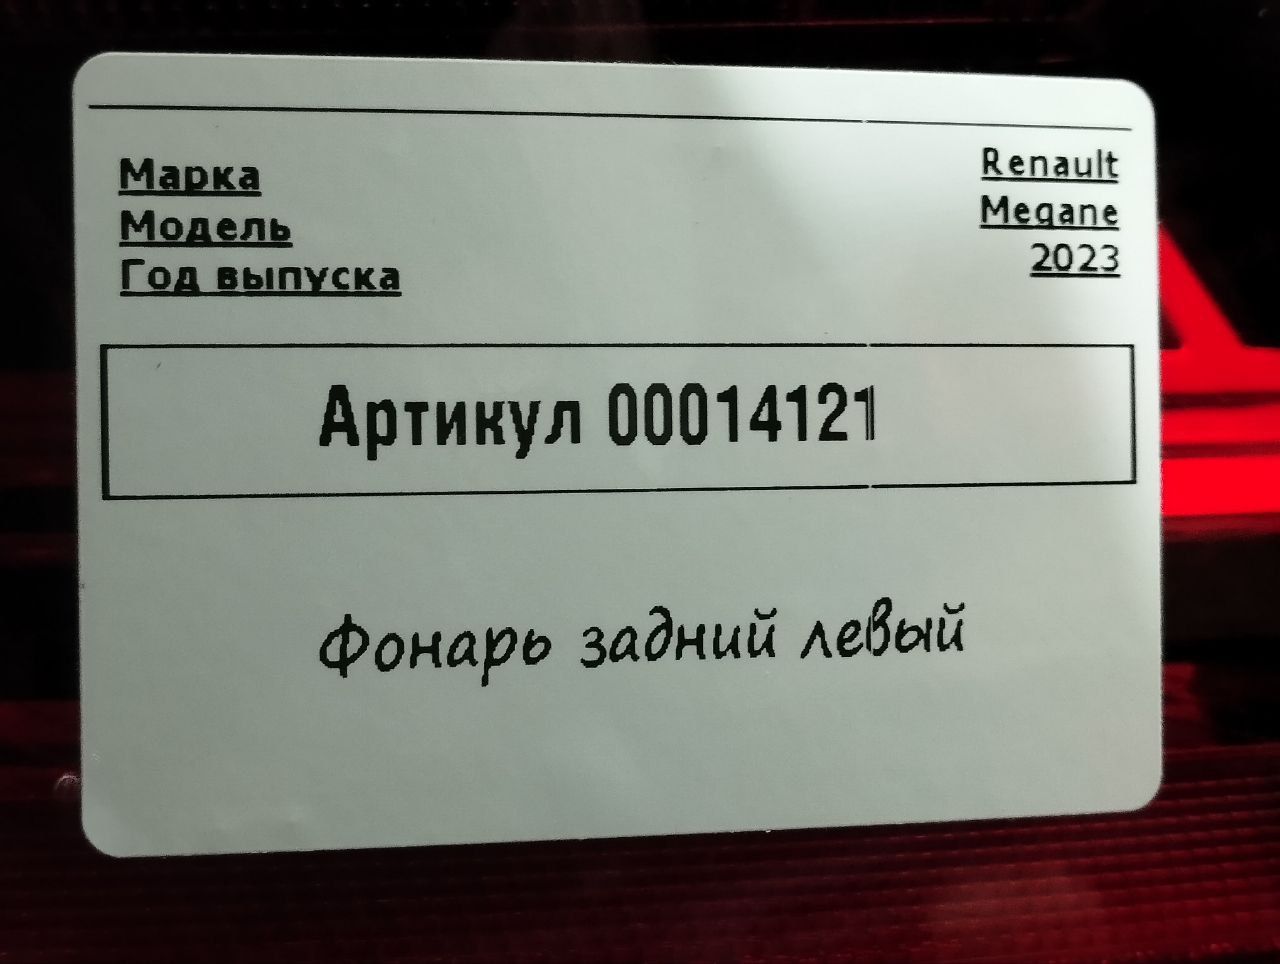 Марка Renault
Модель Megane
Год выпуска 2023
Артикул 00014121
Фонарь задний левый